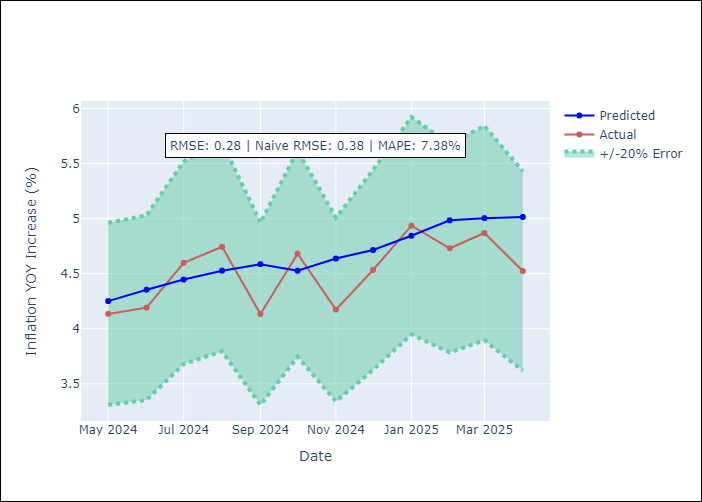 RMSE: 0.28 | Naive RMSE: 0.38 | MAPE: 7.38%
Predicted
Actual
+/-20% Error
Inflation YOY Increase (%)
6
5.5
5
4.5
4
3.5
May 2024
Jul 2024
Sep 2024
Nov 2024
Jan 2025
Mar 2025
Date